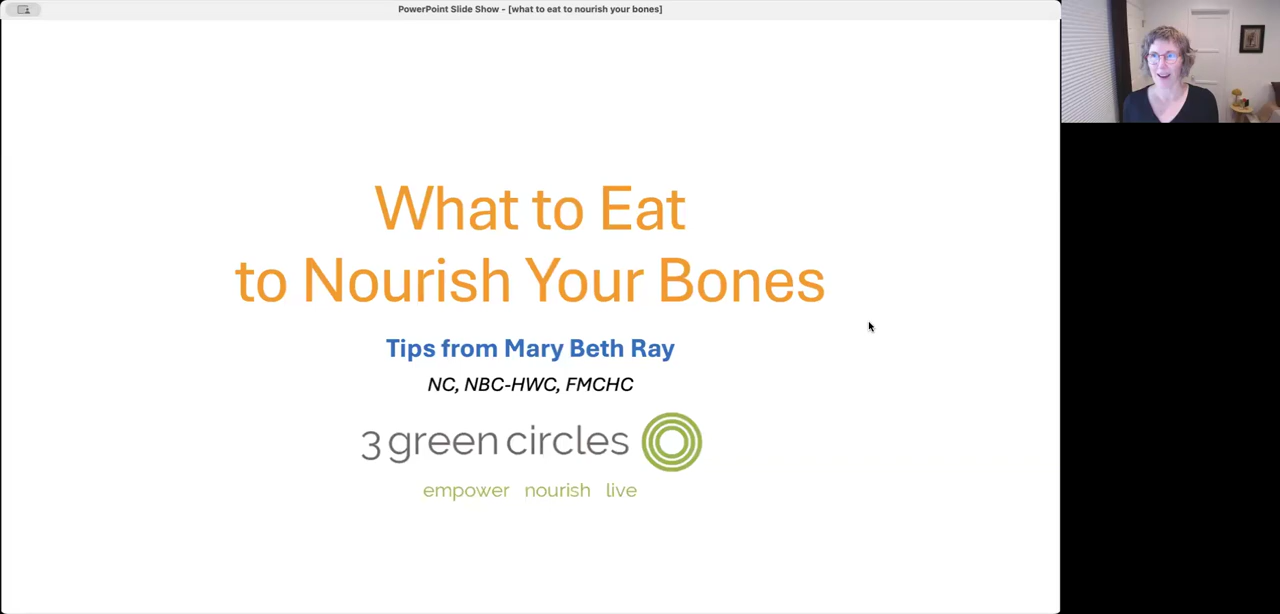 PowerPoint Slide Show - [what to eat to nourish your bones]
What to Eat
to Nourish Your Bones
Tips from Mary Beth Ray
NC, NBC-HWC, FMCHC
3 green circles
empower nourish live